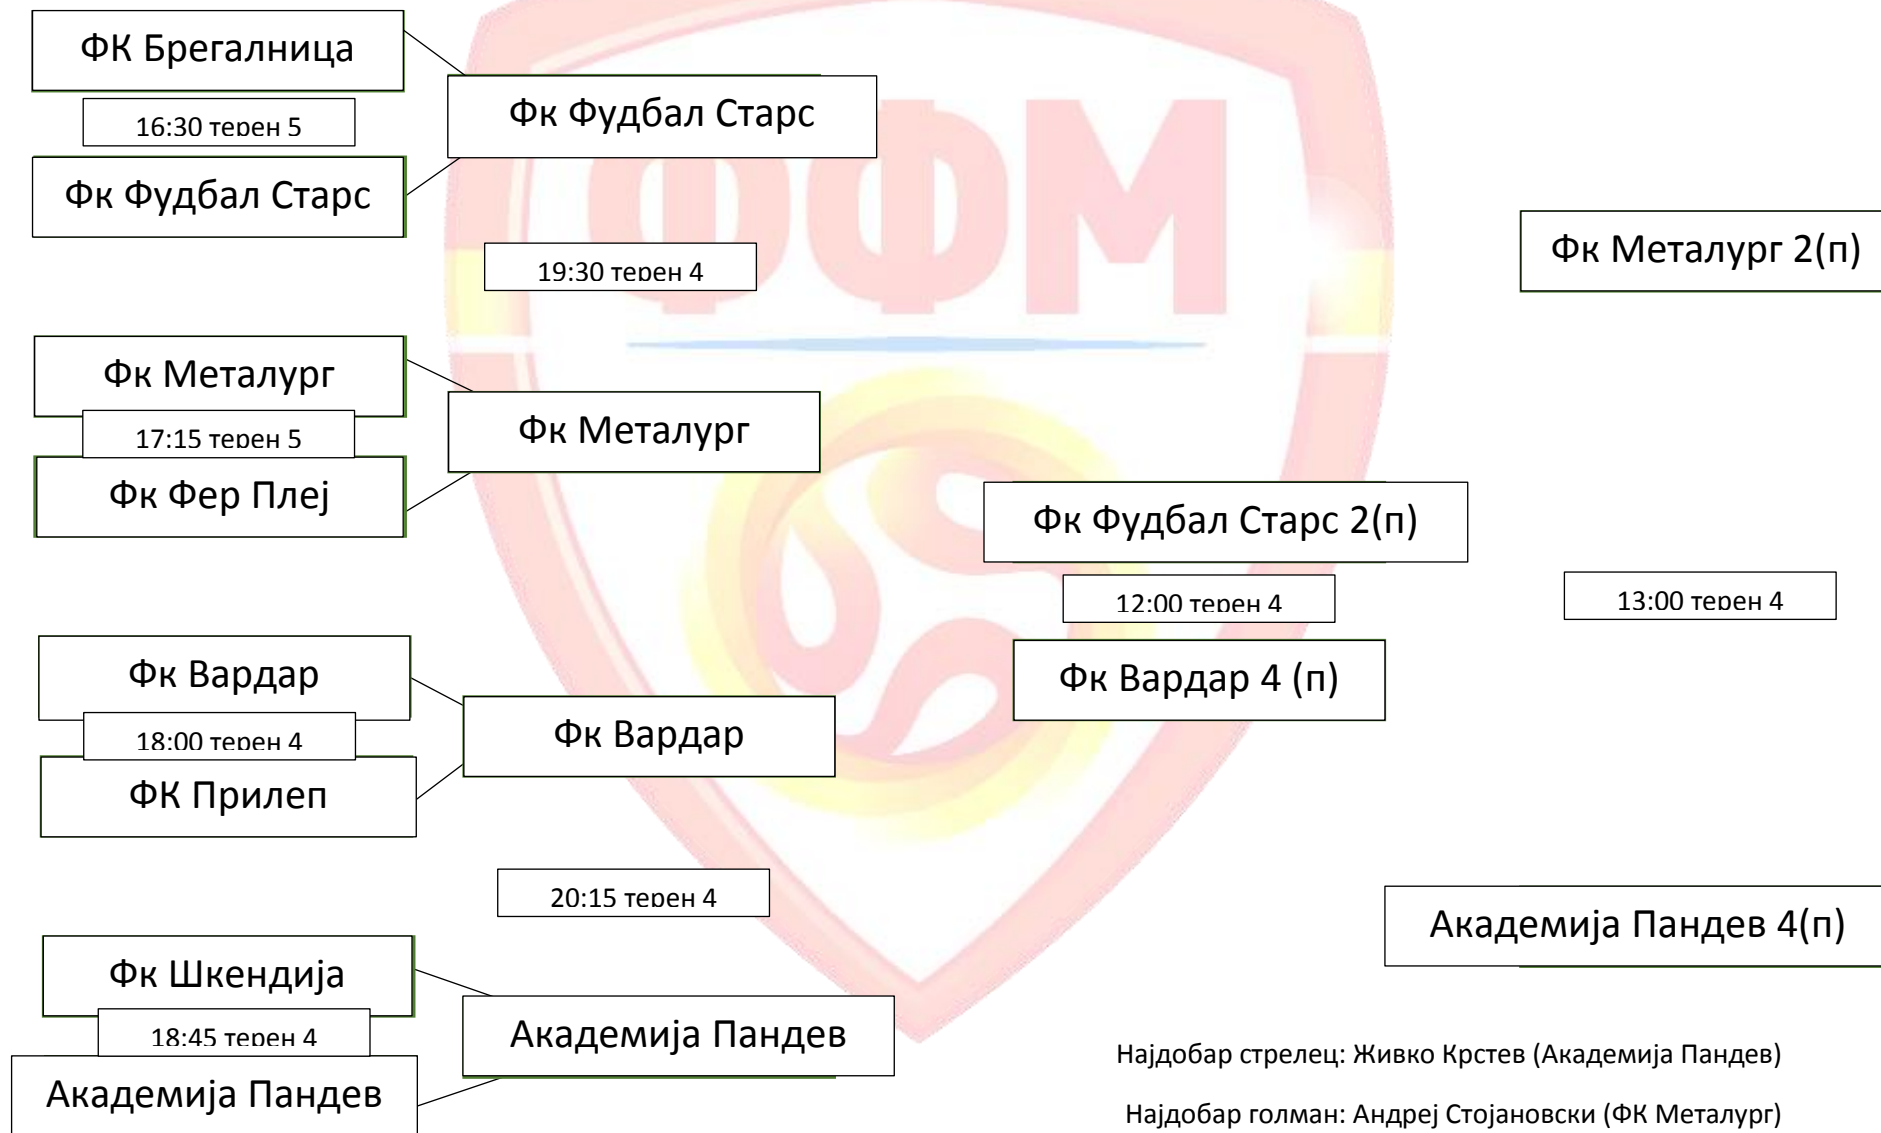 ФК Брегалница
16:30 терен 5
Фк Фудбал Старс
Фк Фудбал Старс
19:30 терен 4
Фк Металург
17:15 терен 5
Фк Фер Плеј
Фк Металург
Фк Вардар
18:00 терен 4
ФК Прилеп
Фк Вардар
20:15 терен 4
Фк Шкендија
18:45 терен 4
Академија Пандев
Академија Пандев
ФФМ
Фк Фудбал Старс 2(п)
12:00 терен 4
Фк Вардар 4 (п)
Фк Металург 2(п)
13:00 терен 4
Академија Пандев 4(п)
Најдобар стрелец: Живко Крстев (Академија Пандев)
Најдобар голман: Андреј Стојановски (ФК Металург)